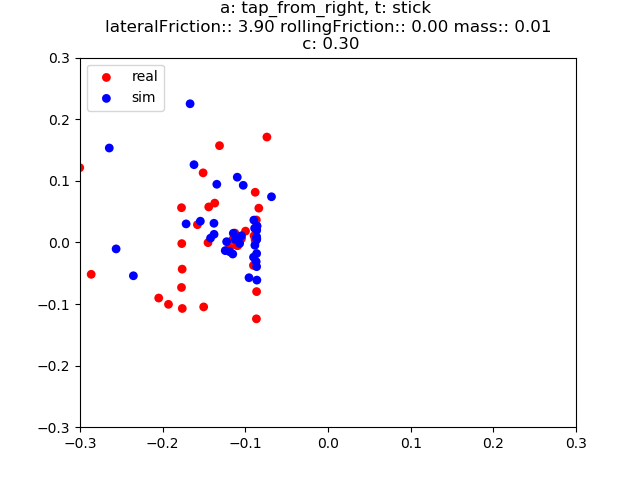 a: tap_from_right, t: stick
lateralFriction:: 3.90 rollingFriction:: 0.00 mass:: 0.01
c: 0.30
real
sim
0.3
0.2
0.1
0.0
−0.1
−0.2
−0.3
−0.3 −0.2 −0.1 0.0 0.1 0.2 0.3